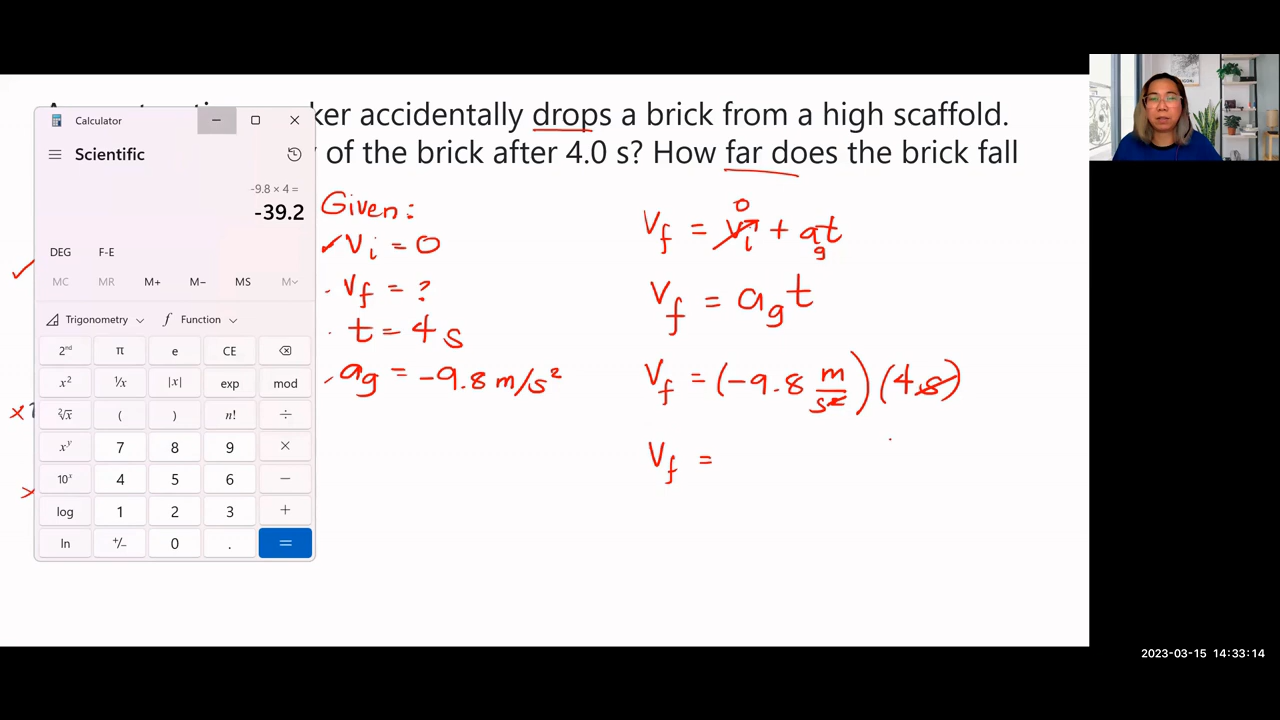 ker accidentally drops a brick from a high scaffold.
of the brick after 4.0 s? How far does the brick fall
Calculator
Scientific
-9.8 × 4 =
-39.2
DEG F-E
MC MR M+ M− MS M
Trigonometry ƒ Function
2ⁿᵈ π e CE
x² ¹/x |x| exp mod
²√x ( ) n! ÷
xʸ 7 8 9 ×
10ˣ 4 5 6 −
log 1 2 3 +
ln +/− 0 . =
Given:
Vi = 0
Vf = ?
t = 4 s
ag = -9.8 m/s²
0
Vf = Vi + agt
Vf = ag t
Vf = (-9.8 m/s²)(4s)
Vf =
2023-03-15 14:33:14